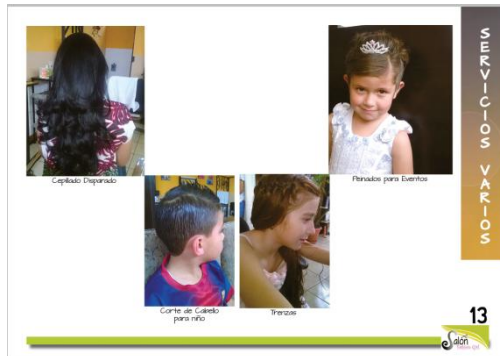 Cepillado Disparado
Peinados para Eventos
Corte de Cabello
para niño
Trenzas
SERVICIOS VARIOS
13
Salón